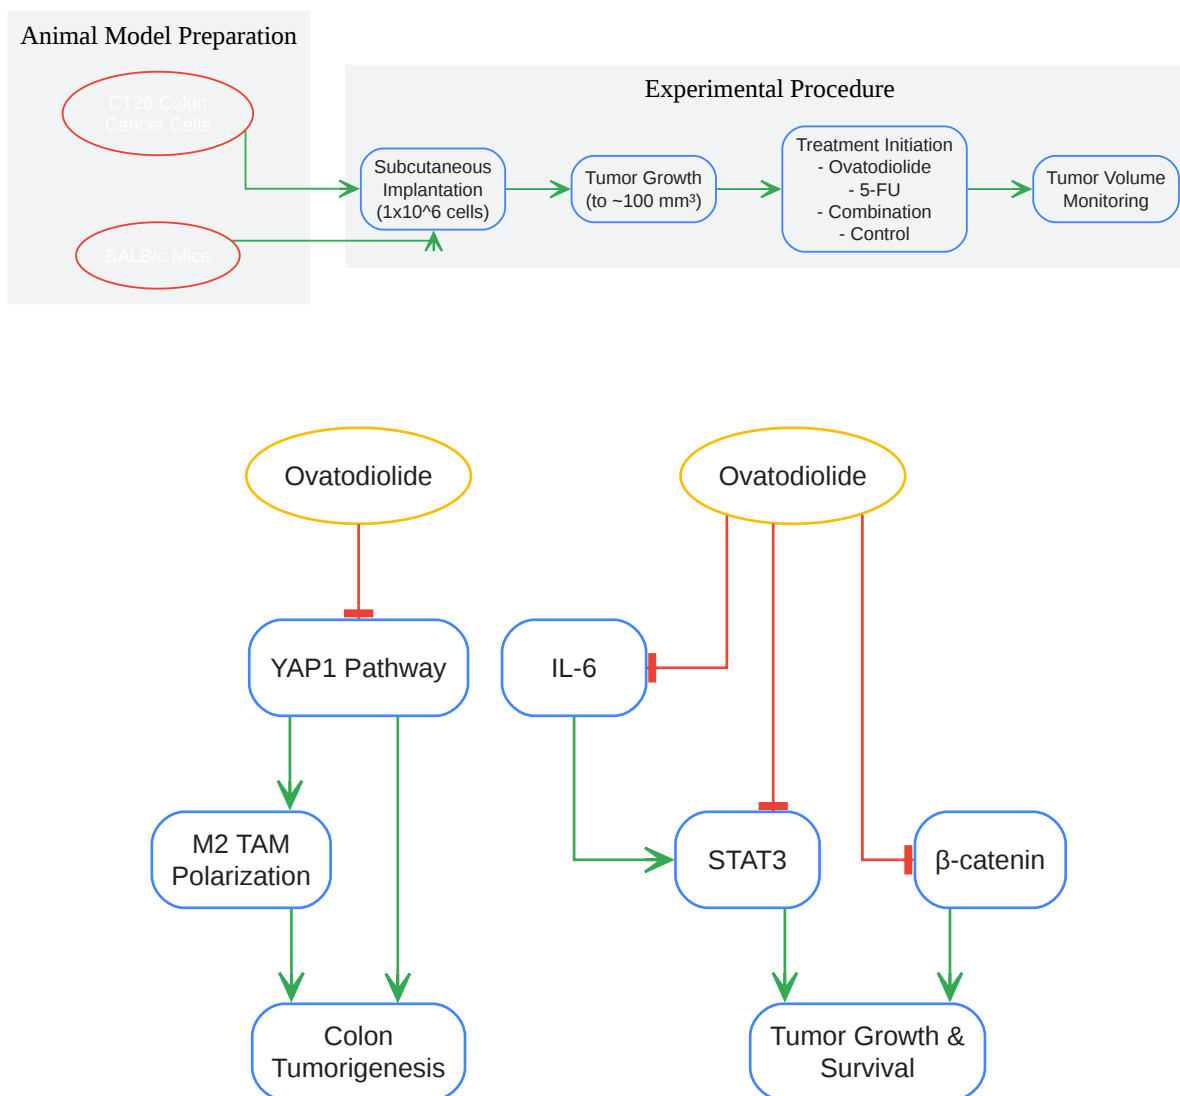 Animal Model Preparation
CT26 Colon
Cancer Cells
BALB/c Mice
Experimental Procedure
Subcutaneous
Implantation
(1x10^6 cells)
Tumor Growth
(to ~100 mm³)
Treatment Initiation
- Ovatodiolide
- 5-FU
- Combination
- Control
Tumor Volume
Monitoring
Ovatodiolide
YAP1 Pathway
M2 TAM
Polarization
Colon
Tumorigenesis
Ovatodiolide
IL-6
STAT3
β-catenin
Tumor Growth &
Survival